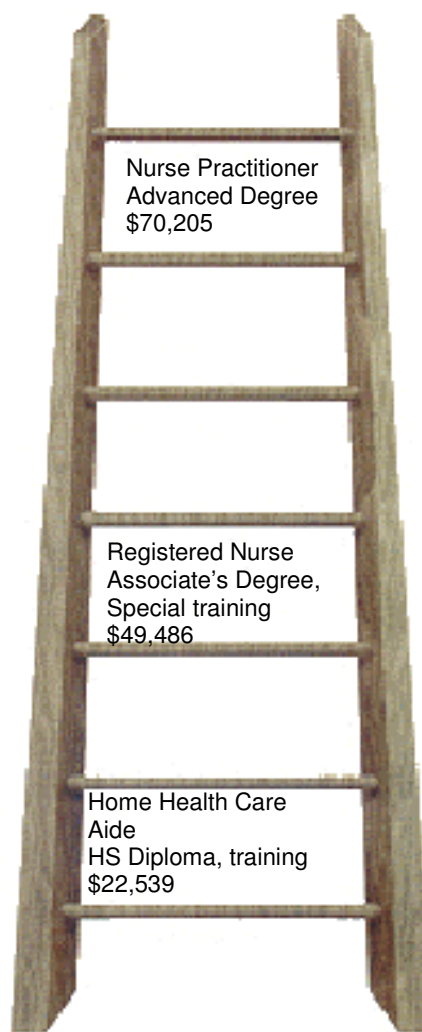 Nurse Practitioner
Advanced Degree
$70,205
Registered Nurse
Associate’s Degree,
Special training
$49,486
Home Health Care
Aide
HS Diploma, training
$22,539